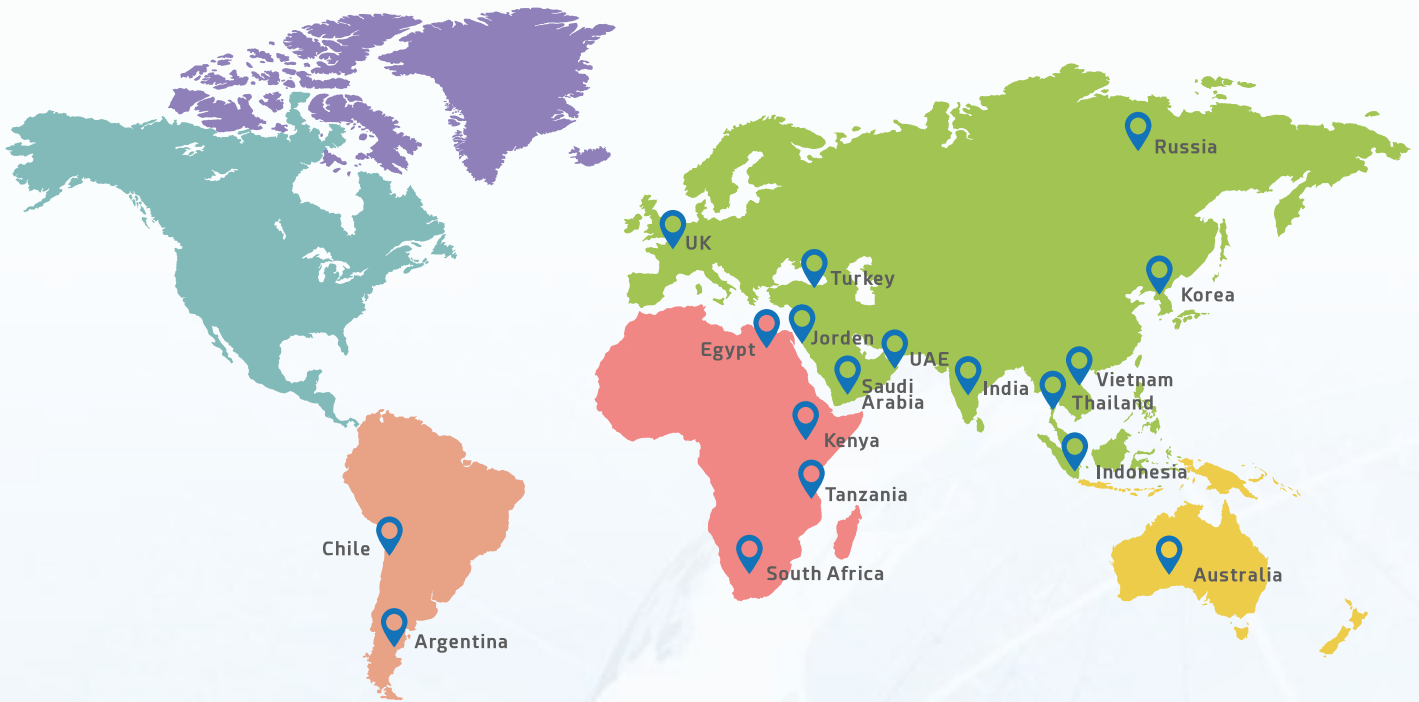 Russia
UK
Turkey
Korea
Jorden
Egypt
UAE
Saudi
Arabia
India
Vietnam
Thailand
Kenya
Indonesia
Tanzania
Chile
South Africa
Australia
Argentina